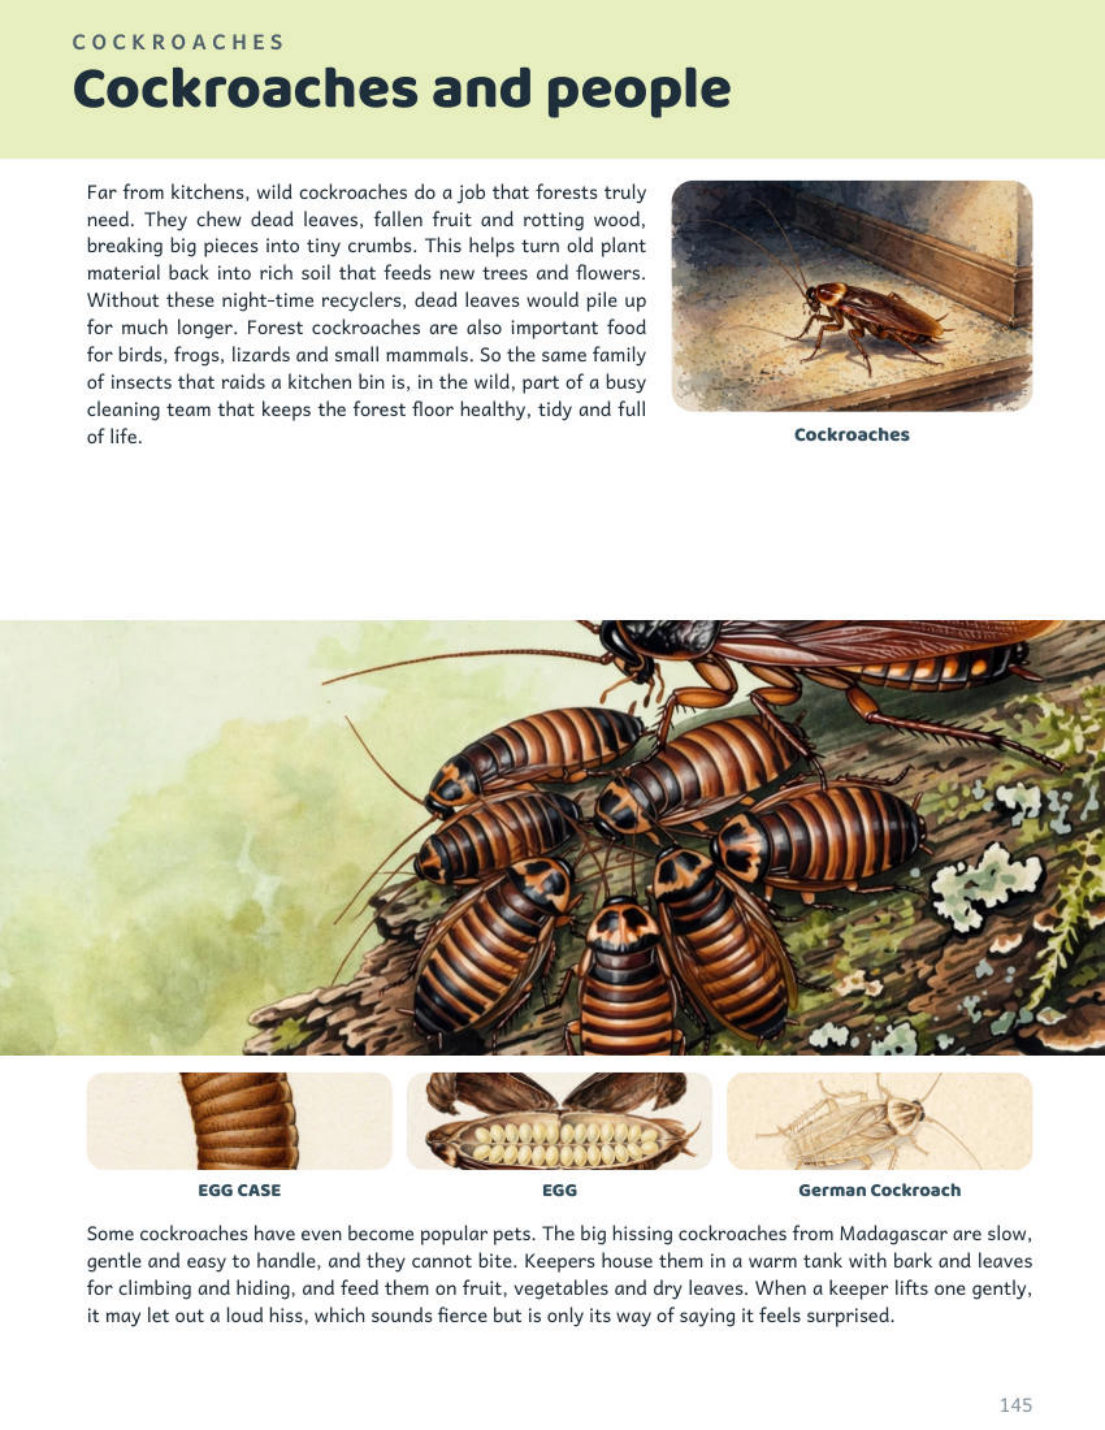 COCKROACHES
Cockroaches and people
Far from kitchens, wild cockroaches do a job that forests truly
need. They chew dead leaves, fallen fruit and rotting wood,
breaking big pieces into tiny crumbs. This helps turn old plant
material back into rich soil that feeds new trees and flowers.
Without these night-time recyclers, dead leaves would pile up
for much longer. Forest cockroaches are also important food
for birds, frogs, lizards and small mammals. So the same family
of insects that raids a kitchen bin is, in the wild, part of a busy
cleaning team that keeps the forest floor healthy, tidy and full
of life.
Cockroaches
EGG CASE
EGG
German Cockroach
Some cockroaches have even become popular pets. The big hissing cockroaches from Madagascar are slow,
gentle and easy to handle, and they cannot bite. Keepers house them in a warm tank with bark and leaves
for climbing and hiding, and feed them on fruit, vegetables and dry leaves. When a keeper lifts one gently,
it may let out a loud hiss, which sounds fierce but is only its way of saying it feels surprised.
145